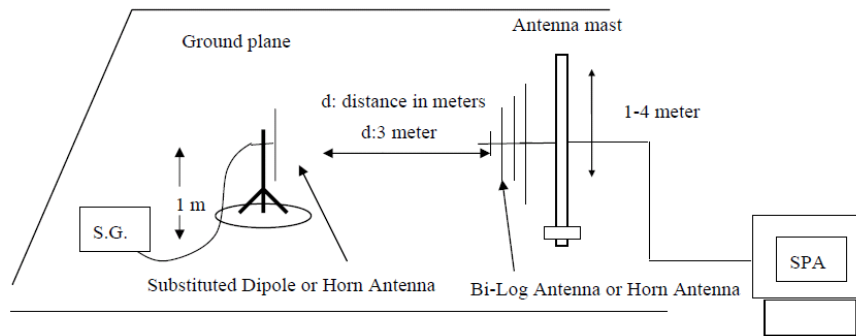 Antenna mast
Ground plane
d: distance in meters
d:3 meter
1-4 meter
1 m
S.G.
SPA
Substituted Dipole or Horn Antenna
Bi-Log Antenna or Horn Antenna